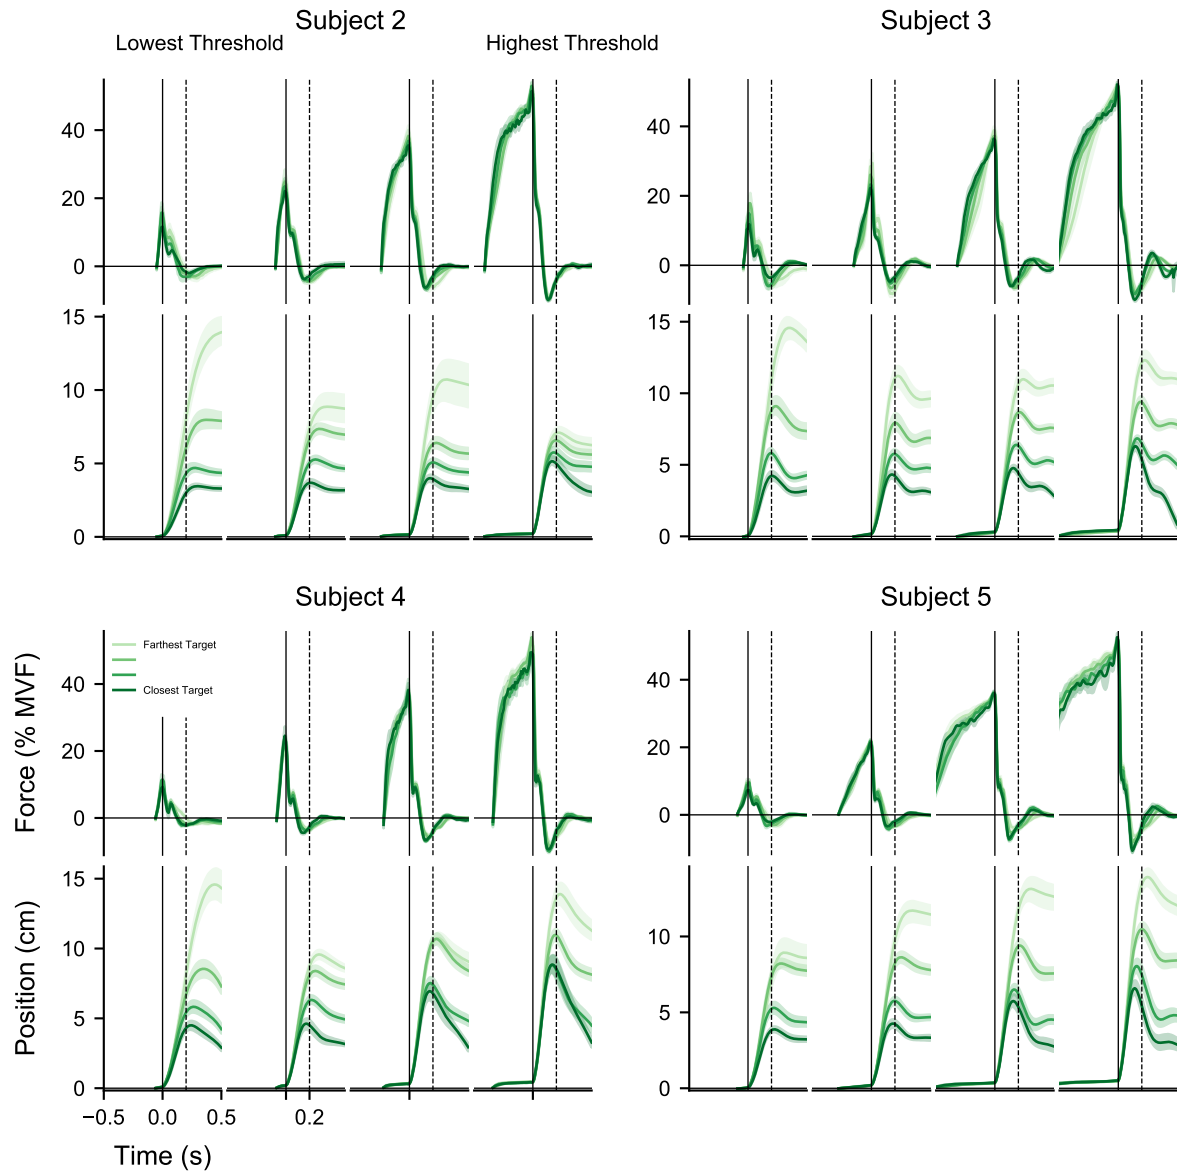 Subject 2
Subject 3
Lowest Threshold
Highest Threshold
40
20
0
40
20
0
15
10
5
0
15
10
5
0
Subject 4
Subject 5
Force (% MVF)
Farthest Target
Closest Target
40
20
0
40
20
0
Position (cm)
15
10
5
0
10
5
0
−0.5
0.0
0.5
0.2
Time (s)